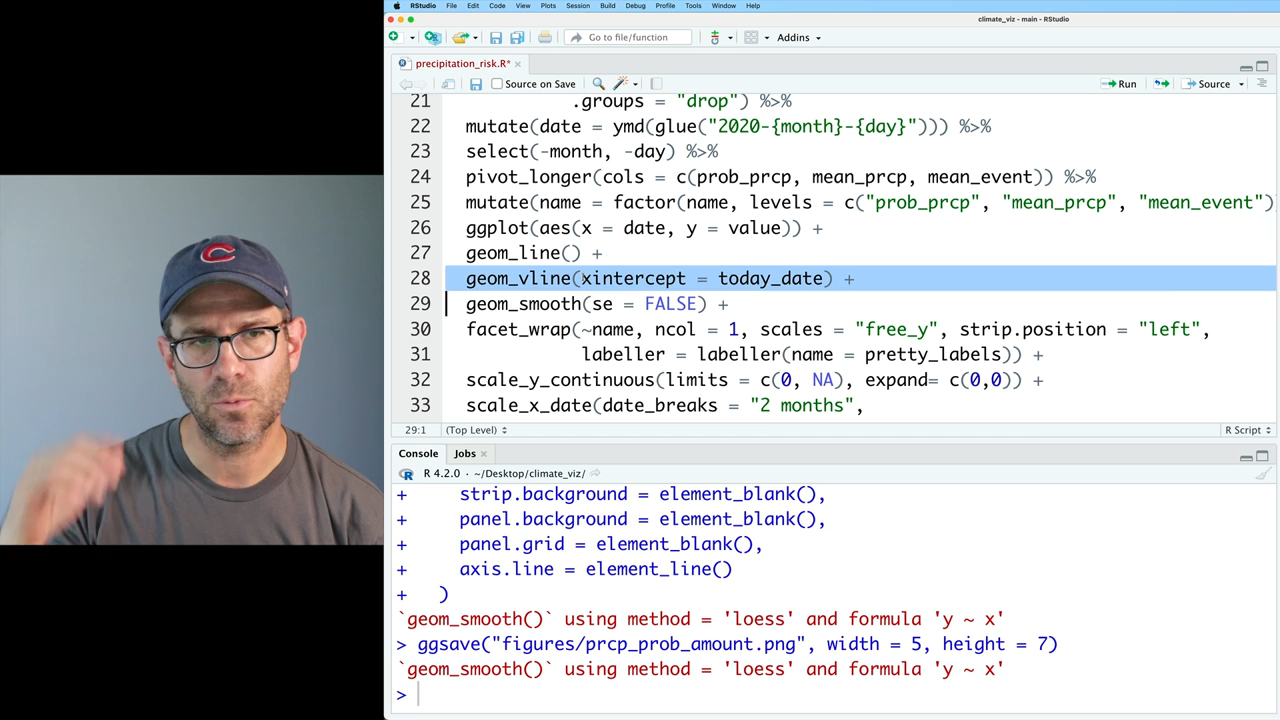 RStudio File Edit Code View Plots Session Build Debug Profile Tools Window Help
climate_viz - main - RStudio
Go to file/function Addins
precipitation_risk.R*
Source on Save Run Source
21 .groups = "drop") %>%
22 mutate(date = ymd(glue("2020-{month}-{day}"))) %>%
23 select(-month, -day) %>%
24 pivot_longer(cols = c(prob_prcp, mean_prcp, mean_event)) %>%
25 mutate(name = factor(name, levels = c("prob_prcp", "mean_prcp", "mean_event")
26 ggplot(aes(x = date, y = value)) +
27 geom_line() +
28 geom_vline(xintercept = today_date) +
29 geom_smooth(se = FALSE) +
30 facet_wrap(~name, ncol = 1, scales = "free_y", strip.position = "left",
31 labeller = labeller(name = pretty_labels)) +
32 scale_y_continuous(limits = c(0, NA), expand= c(0,0)) +
33 scale_x_date(date_breaks = "2 months",
29:1 (Top Level) R Script
Console Jobs
R 4.2.0 · ~/Desktop/climate_viz/
+ strip.background = element_blank(),
+ panel.background = element_blank(),
+ panel.grid = element_blank(),
+ axis.line = element_line()
+ )
`geom_smooth()` using method = 'loess' and formula 'y ~ x'
> ggsave("figures/prcp_prob_amount.png", width = 5, height = 7)
`geom_smooth()` using method = 'loess' and formula 'y ~ x'
>